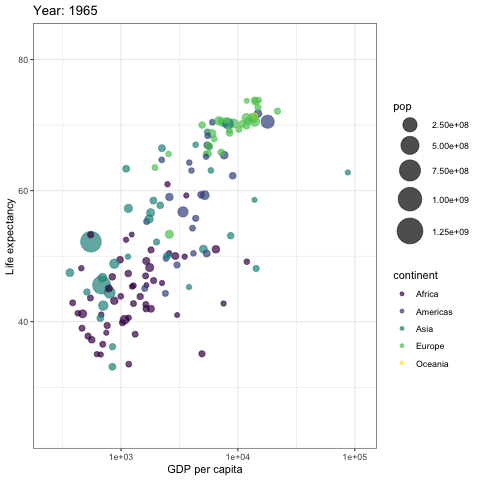 Year: 1965
Life expectancy
80
60
40
1e+03
1e+04
1e+05
GDP per capita
pop
2.50e+08
5.00e+08
7.50e+08
1.00e+09
1.25e+09
continent
Africa
Americas
Asia
Europe
Oceania